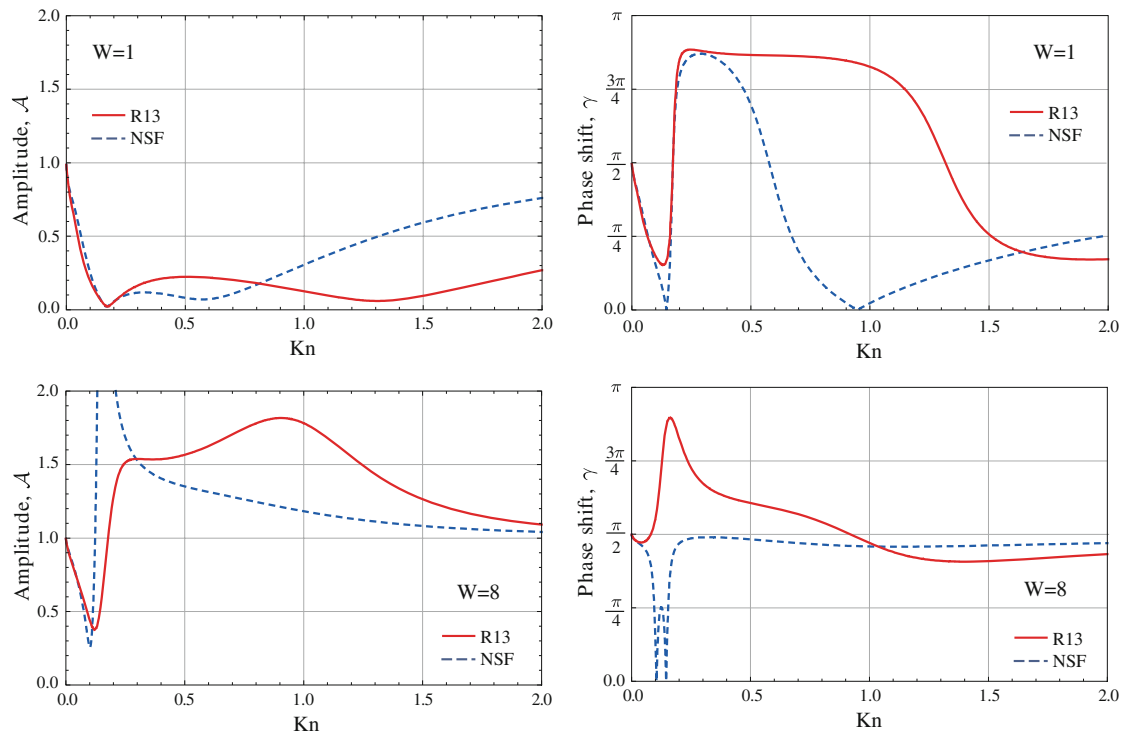 2.0
1.5
1.0
0.5
0.0
Amplitude, 𝒜
W=1
R13
NSF
0.0 0.5 1.0 1.5 2.0
Kn
π
3π
4
π
2
π
4
0.0
Phase shift, γ
W=1
R13
NSF
0.0 0.5 1.0 1.5 2.0
Kn
2.0
1.5
1.0
0.5
0.0
Amplitude, 𝒜
W=8
R13
NSF
0.0 0.5 1.0 1.5 2.0
Kn
π
3π
4
π
2
π
4
0.0
Phase shift, γ
W=8
R13
NSF
0.0 0.5 1.0 1.5 2.0
Kn